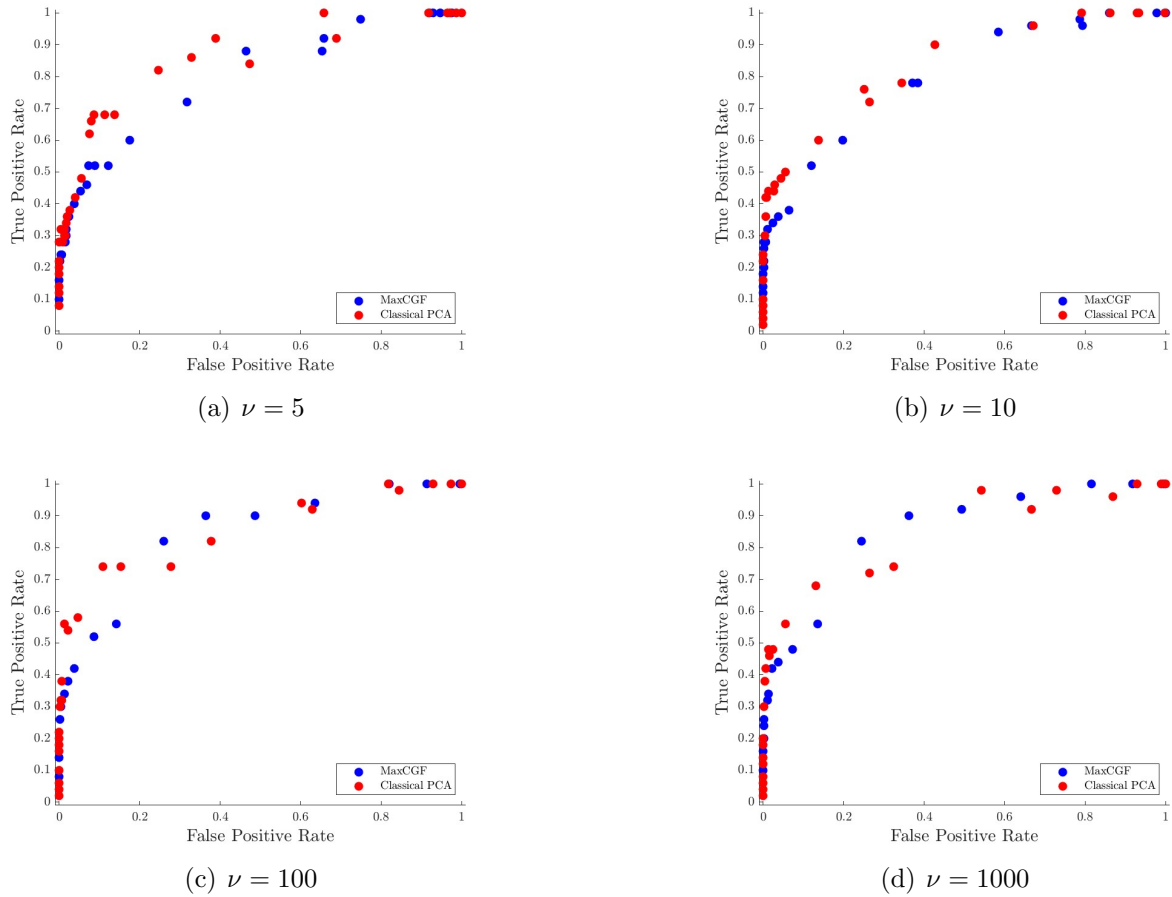 1
0.9
0.8
0.7
0.6
0.5
0.4
0.3
0.2
0.1
0
True Positive Rate
MaxCGF
Classical PCA
0 0.2 0.4 0.6 0.8 1
False Positive Rate
(a) ν = 5
1
0.9
0.8
0.7
0.6
0.5
0.4
0.3
0.2
0.1
0
True Positive Rate
MaxCGF
Classical PCA
0 0.2 0.4 0.6 0.8 1
False Positive Rate
(b) ν = 10
1
0.9
0.8
0.7
0.6
0.5
0.4
0.3
0.2
0.1
0
True Positive Rate
MaxCGF
Classical PCA
0 0.2 0.4 0.6 0.8 1
False Positive Rate
(c) ν = 100
1
0.9
0.8
0.7
0.6
0.5
0.4
0.3
0.2
0.1
0
True Positive Rate
MaxCGF
Classical PCA
0 0.2 0.4 0.6 0.8 1
False Positive Rate
(d) ν = 1000